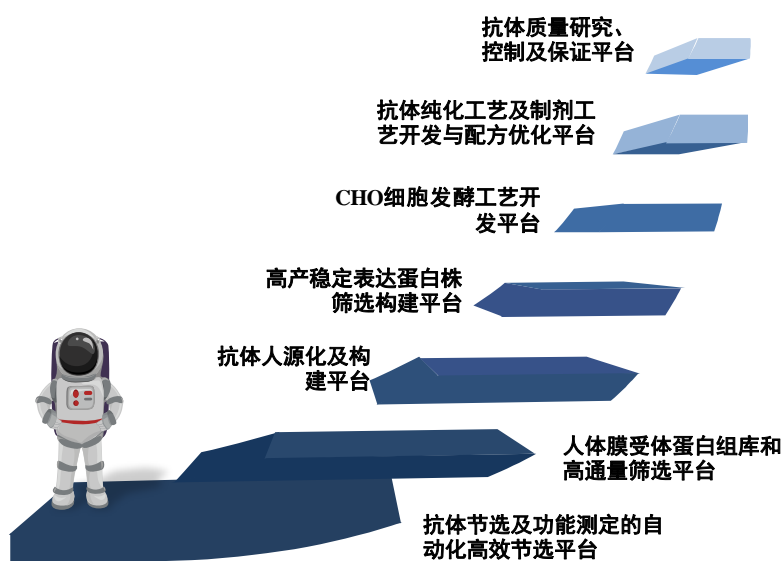 抗体质量研究、
控制及保证平台
抗体纯化工艺及制剂工
艺开发与配方优化平台
CHO细胞发酵工艺开
发平台
高产稳定表达蛋白株
筛选构建平台
抗体人源化及构
建平台
人体膜受体蛋白组库和
高通量筛选平台
抗体节选及功能测定的自
动化高效节选平台